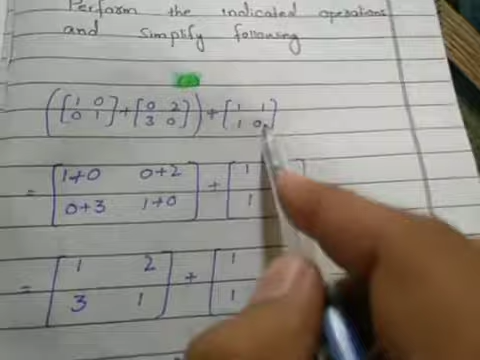 Perform the indicated operations
and simplify following
([1 0 0 1] + [0 2 3 0]) + [1 1 1 0]
= [1+0 0+2 0+3 1+0] + [1 1
= [1 2 3 1] + [1 1